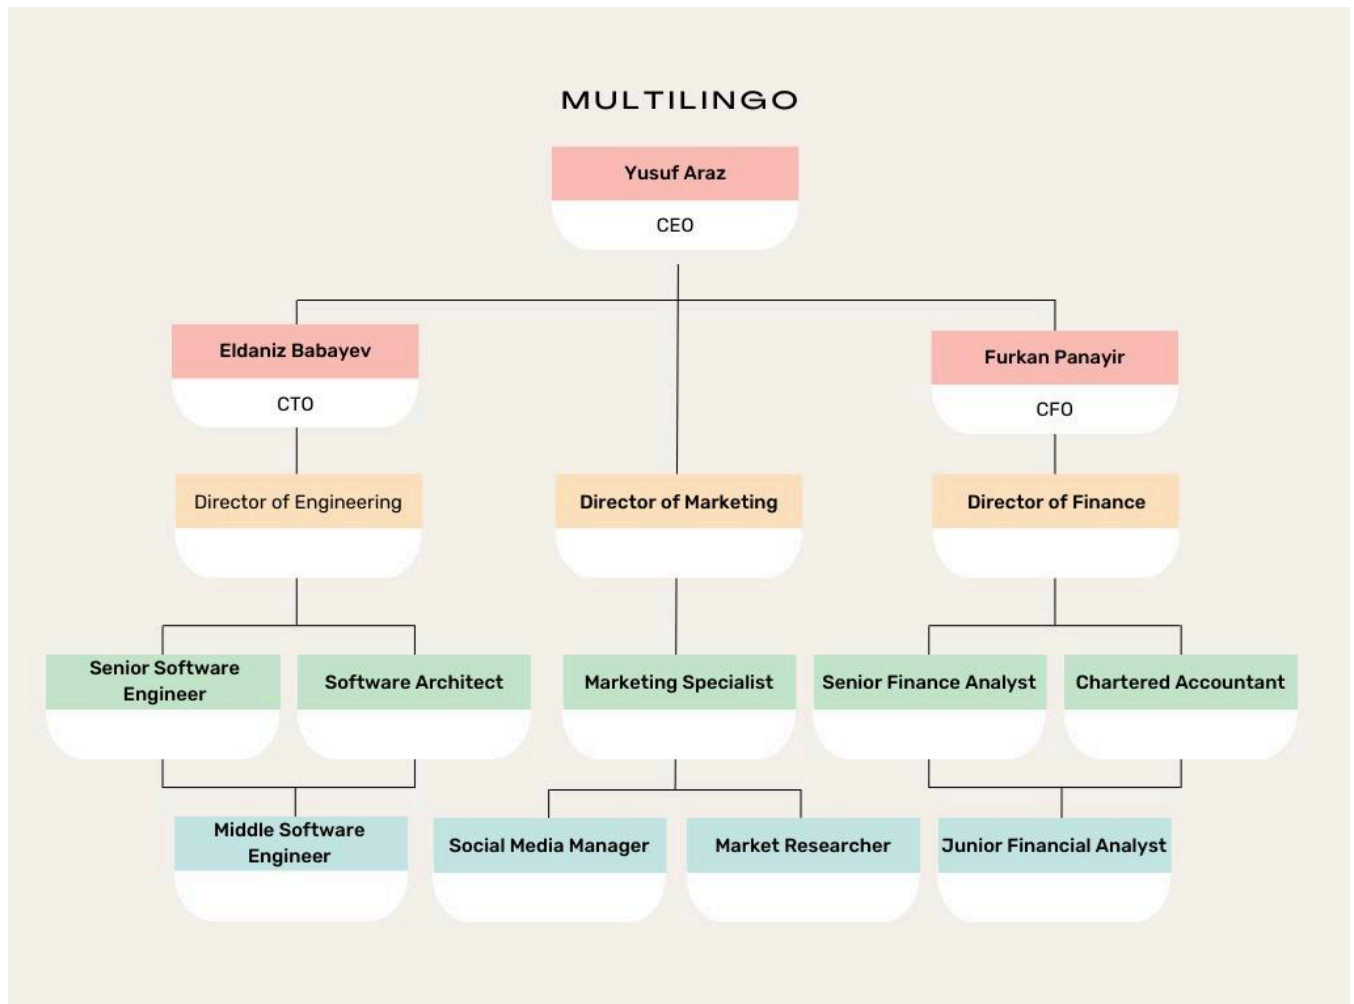 MULTILINGO
Yusuf Araz
CEO
Eldaniz Babayev
CTO
Furkan Panayir
CFO
Director of Engineering
Director of Marketing
Director of Finance
Senior Software
Engineer
Software Architect
Marketing Specialist
Senior Finance Analyst
Chartered Accountant
Middle Software
Engineer
Social Media Manager
Market Researcher
Junior Financial Analyst